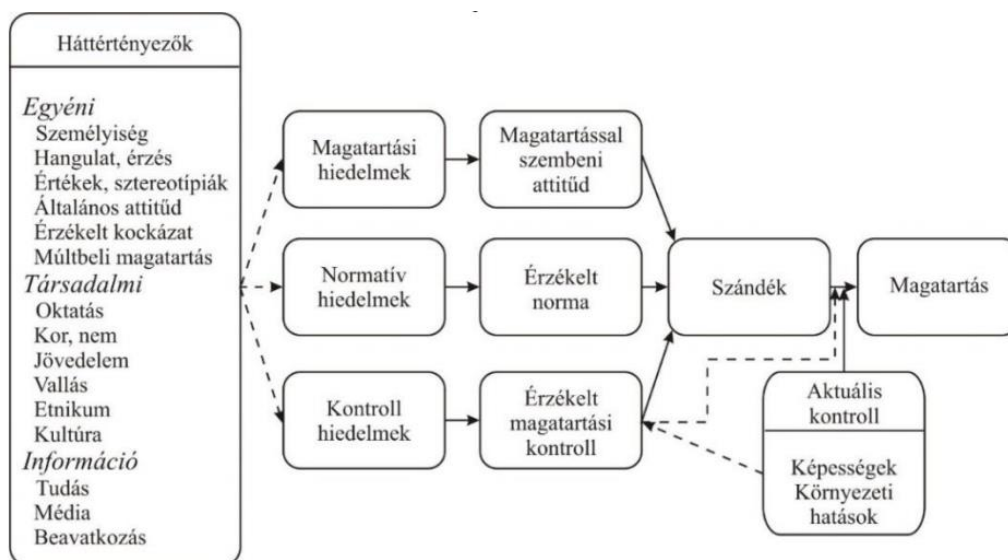 Háttértényezők
Egyéni
Személyiség
Hangulat, érzés
Értékek, sztereotípiák
Általános attitűd
Érzékelt kockázat
Múltbeli magatartás
Társadalmi
Oktatás
Kor, nem
Jövedelem
Vallás
Etnikum
Kultúra
Információ
Tudás
Média
Beavatkozás
Magatartási
hiedelmek
Magatartással
szembeni
attitűd
Normatív
hiedelmek
Érzékelt
norma
Kontroll
hiedelmek
Érzékelt
magatartási
kontroll
Szándék
Magatartás
Aktuális
kontroll
Képességek
Környezeti
hatások